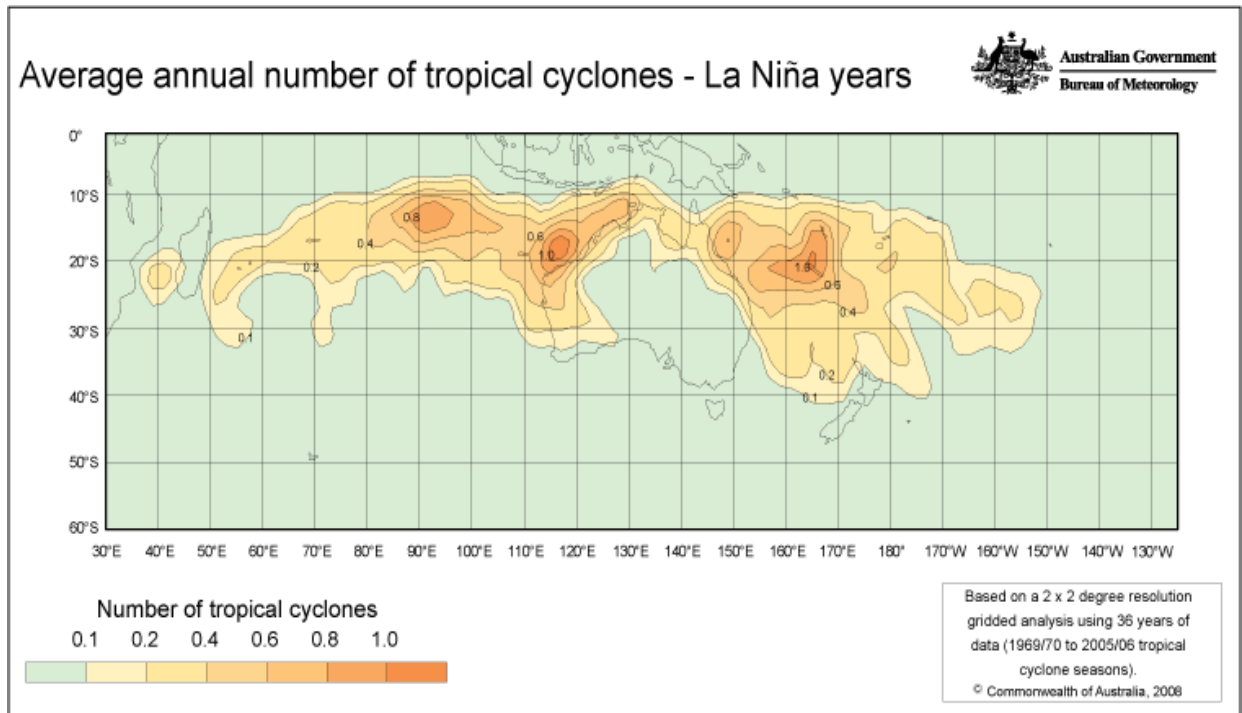 Average annual number of tropical cyclones - La Niña years
Australian Government
Bureau of Meteorology
0°
10°S
20°S
30°S
40°S
50°S
60°S
0.8
0.6
0.4
1.0
0.2
0.1
0.6
0.4
0.2
0.1
30°E 40°E 50°E 60°E 70°E 80°E 90°E 100°E 110°E 120°E 130°E 140°E 150°E 160°E 170°E 180° 170°W 160°W 150°W 140°W 130°W
Number of tropical cyclones
0.1 0.2 0.4 0.6 0.8 1.0
Based on a 2 x 2 degree resolution
gridded analysis using 36 years of
data (1969/70 to 2005/06 tropical
cyclone seasons).
© Commonwealth of Australia, 2008